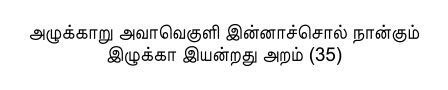 அழுக்காறு அவாவெகுளி இன்னாச்சொல் நான்கும்
இழுக்கா இயன்றது அறம் (35)